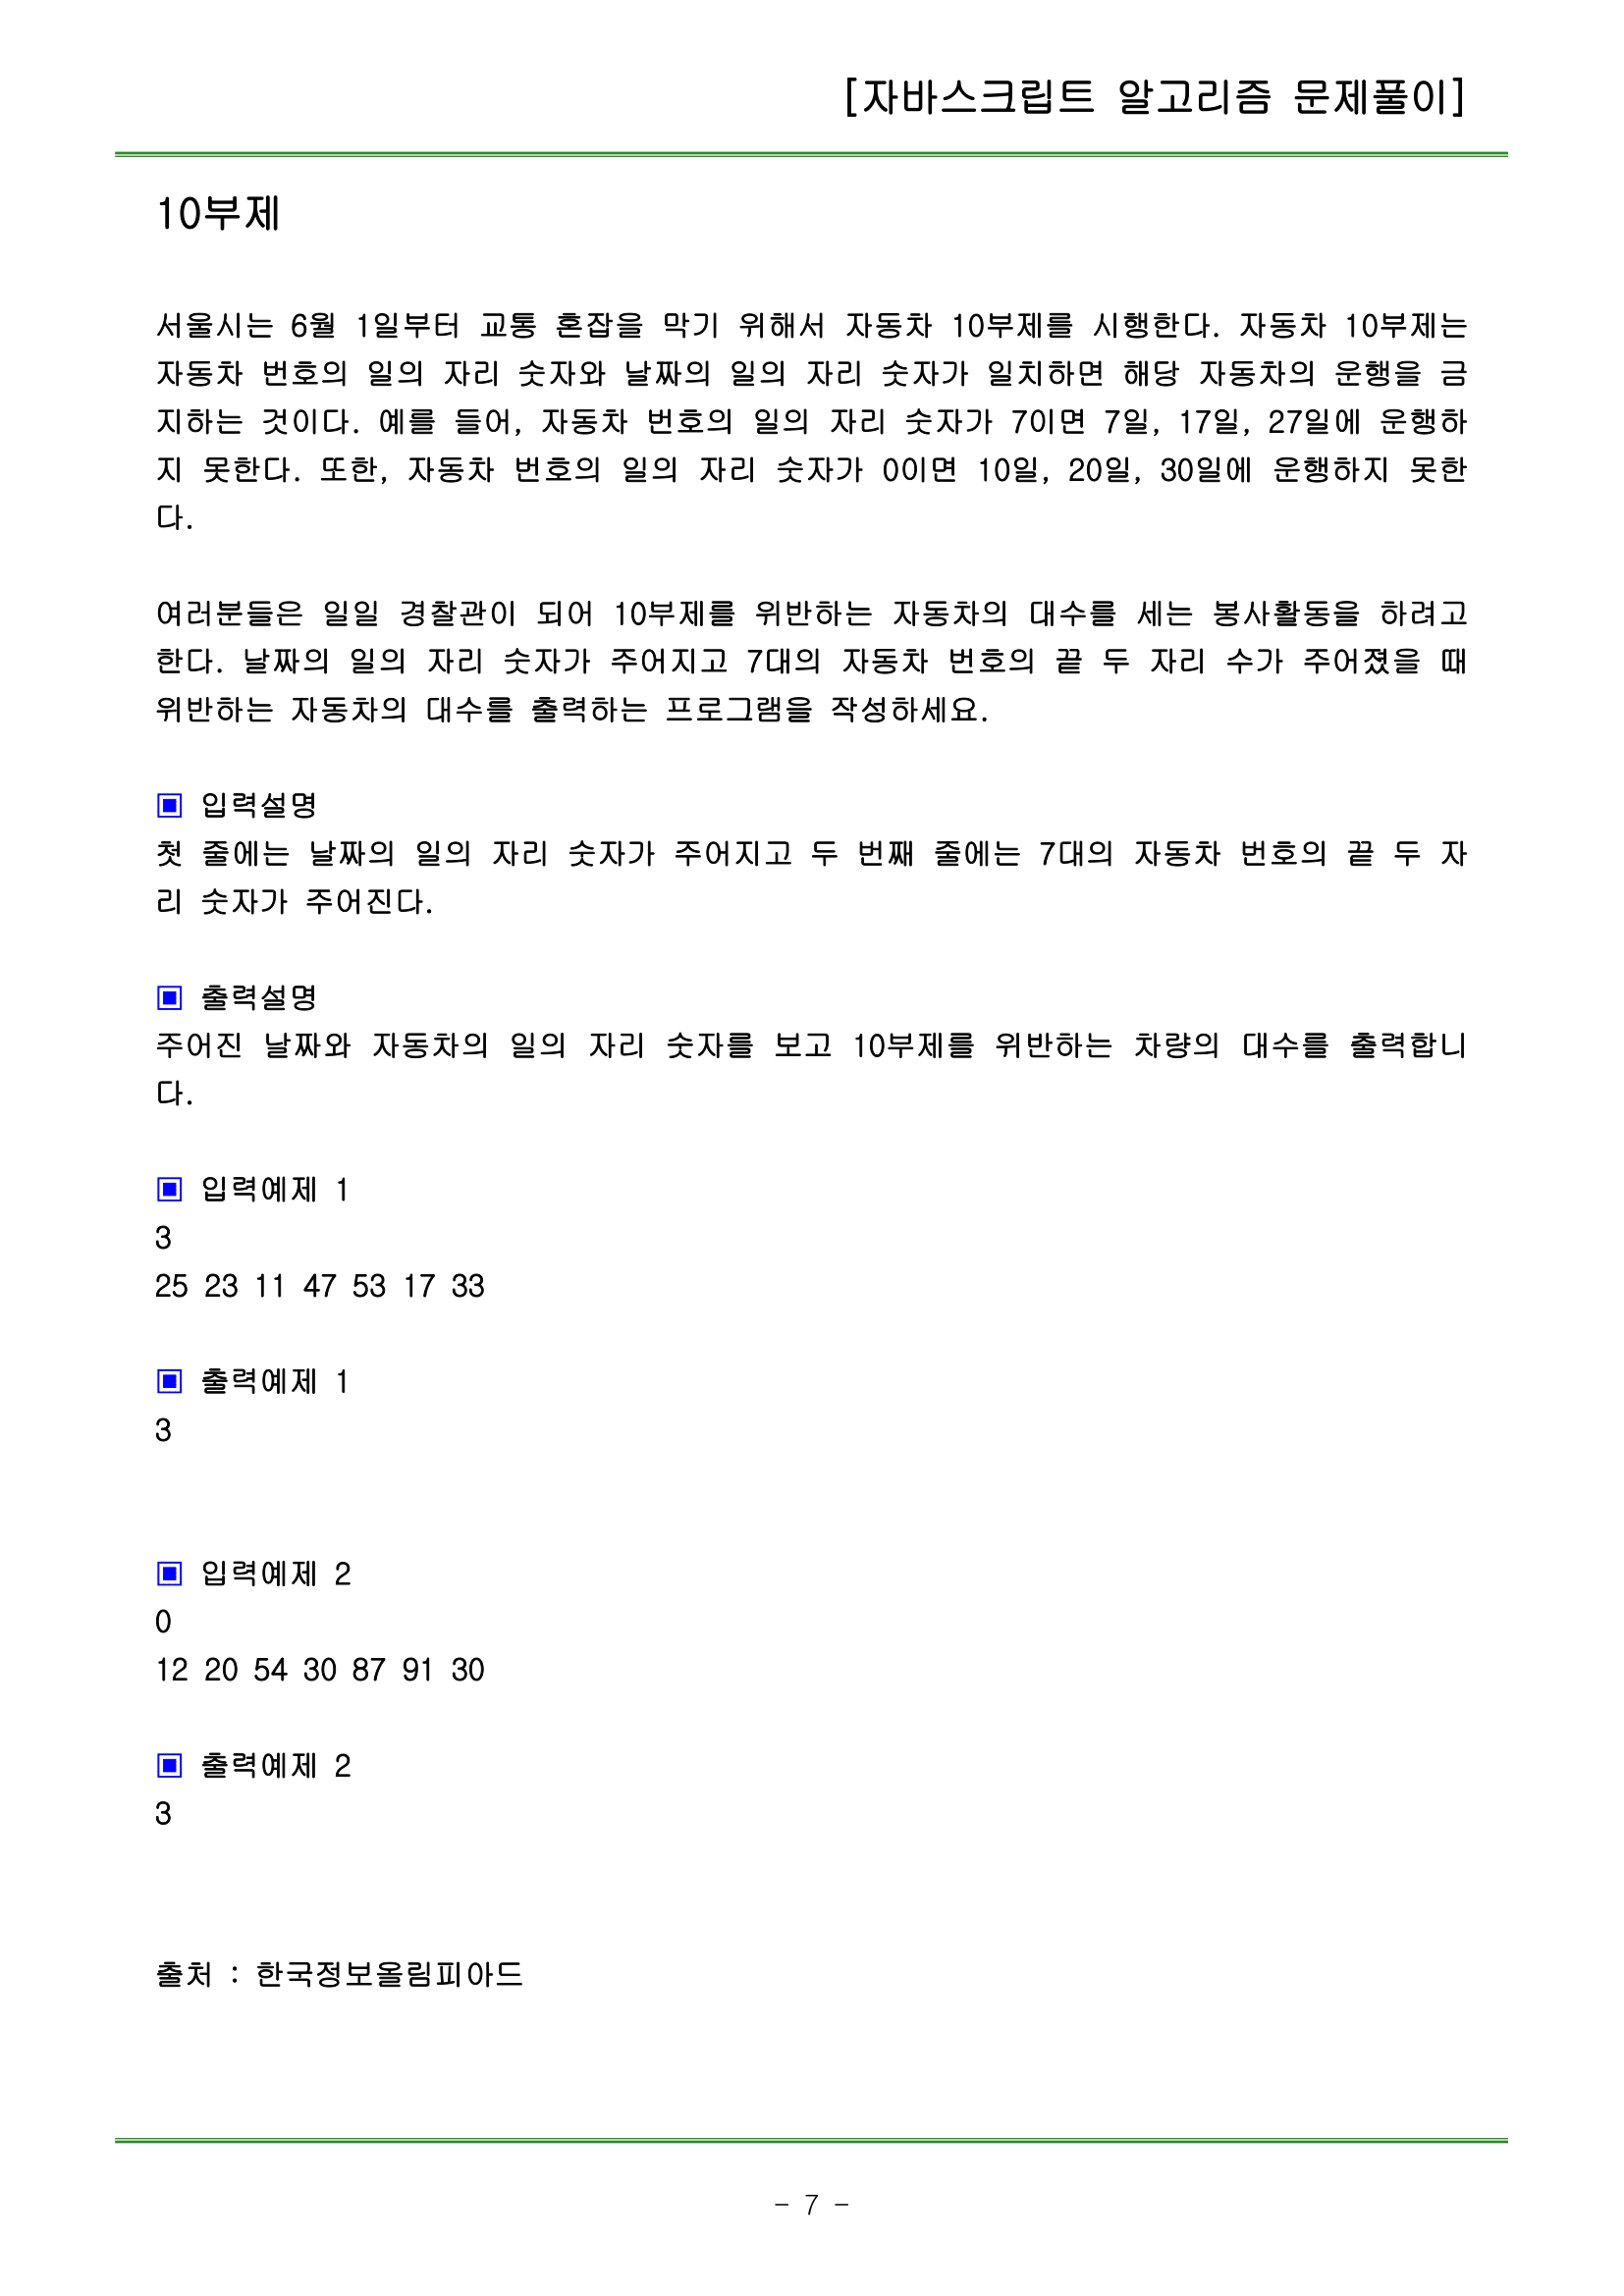 [자바스크립트 알고리즘 문제풀이]
10부제
서울시는 6월 1일부터 교통 혼잡을 막기 위해서 자동차 10부제를 시행한다. 자동차 10부제는
자동차 번호의 일의 자리 숫자와 날짜의 일의 자리 숫자가 일치하면 해당 자동차의 운행을 금
지하는 것이다. 예를 들어, 자동차 번호의 일의 자리 숫자가 7이면 7일, 17일, 27일에 운행하
지 못한다. 또한, 자동차 번호의 일의 자리 숫자가 0이면 10일, 20일, 30일에 운행하지 못한
다.
여러분들은 일일 경찰관이 되어 10부제를 위반하는 자동차의 대수를 세는 봉사활동을 하려고
한다. 날짜의 일의 자리 숫자가 주어지고 7대의 자동차 번호의 끝 두 자리 수가 주어졌을 때
위반하는 자동차의 대수를 출력하는 프로그램을 작성하세요.
▣ 입력설명
첫 줄에는 날짜의 일의 자리 숫자가 주어지고 두 번째 줄에는 7대의 자동차 번호의 끝 두 자
리 숫자가 주어진다.
▣ 출력설명
주어진 날짜와 자동차의 일의 자리 숫자를 보고 10부제를 위반하는 차량의 대수를 출력합니
다.
▣ 입력예제 1
3
25 23 11 47 53 17 33
▣ 출력예제 1
3
▣ 입력예제 2
0
12 20 54 30 87 91 30
▣ 출력예제 2
3
출처 : 한국정보올림피아드
- 7 -